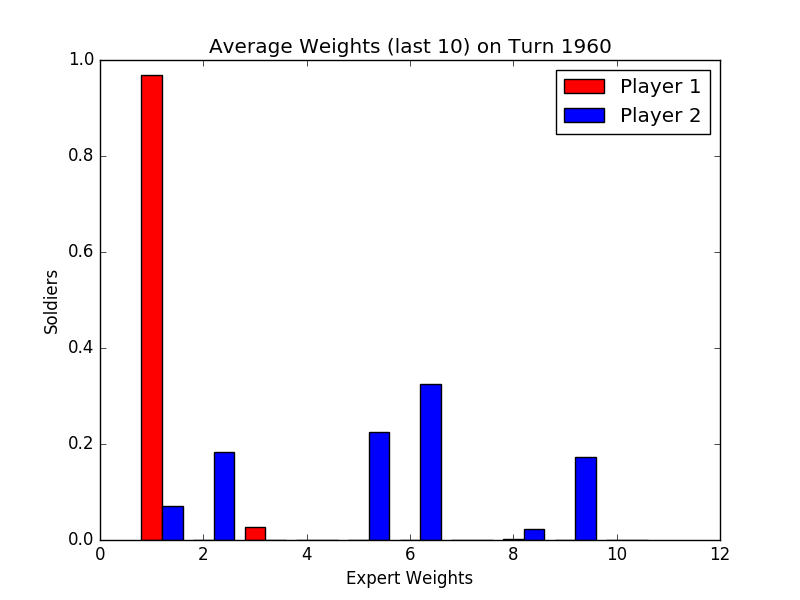 Average Weights (last 10) on Turn 1960
Player 1
Player 2
1.0
0.8
0.6
0.4
0.2
0.0
Soldiers
0 2 4 6 8 10 12
Expert Weights